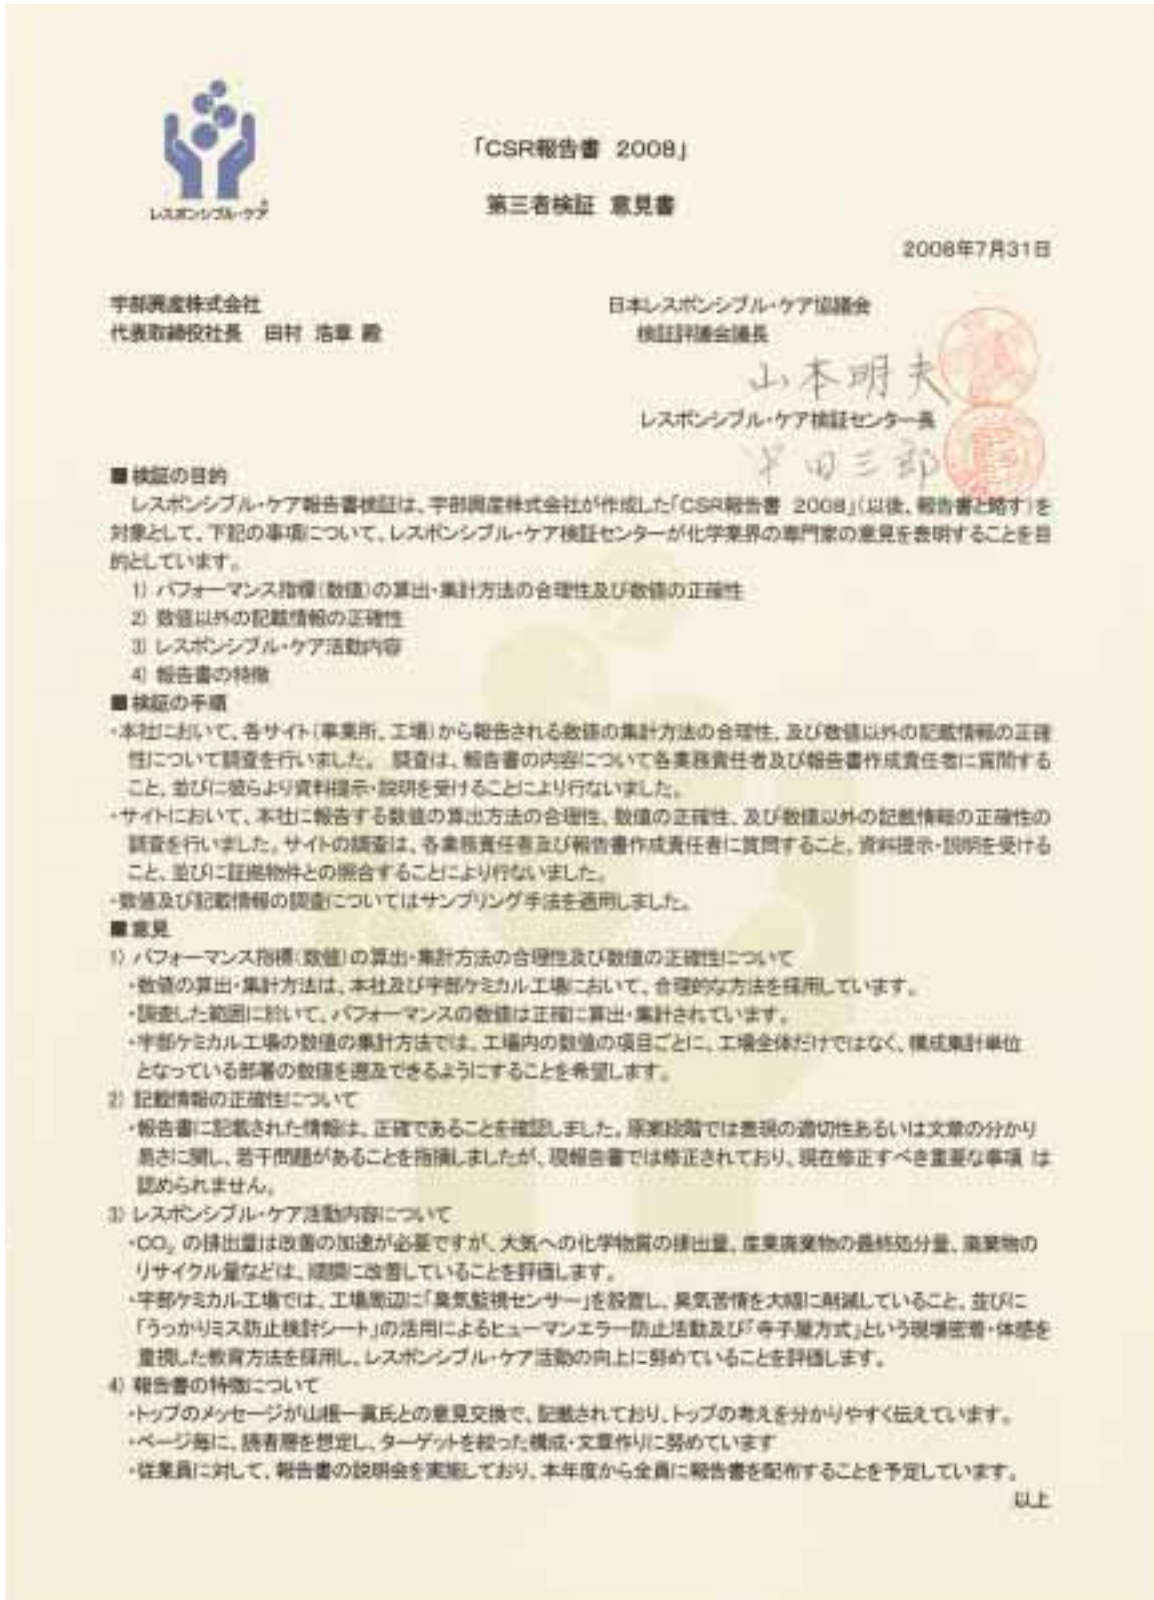 レスポンシブル・ケア
「CSR報告書 2008」
第三者検証 意見書
2008年7月31日
宇部興産株式会社
代表取締役社長 田村 浩章 殿
日本レスポンシブル・ケア協議会
検証評議会議長
山本明夫
レスポンシブル・ケア検証センター長
半田三郎
■検証の目的
レスポンシブル・ケア報告書検証は、宇部興産株式会社が作成した「CSR報告書 2008」(以後、報告書と略す)を
対象として、下記の事項について、レスポンシブル・ケア検証センターが化学業界の専門家の意見を表明することを目
的としています。
1) パフォーマンス指標(数値)の算出・集計方法の合理性及び数値の正確性
2) 数値以外の記載情報の正確性
3) レスポンシブル・ケア活動内容
4) 報告書の特徴
■検証の手順
・本社において、各サイト(事業所、工場)から報告される数値の集計方法の合理性、及び数値以外の記載情報の正確
性について調査を行いました。 調査は、報告書の内容について各業務責任者及び報告書作成責任者に質問する
こと、並びに彼らより資料提示・説明を受けることにより行ないました。
・サイトにおいて、本社に報告する数値の算出方法の合理性、数値の正確性、及び数値以外の記載情報の正確性の
調査を行いました。サイトの調査は、各業務責任者及び報告書作成責任者に質問すること、資料提示・説明を受ける
こと、並びに証拠物件との照合することにより行ないました。
・数値及び記載情報の調査についてはサンプリング手法を適用しました。
■意見
1) パフォーマンス指標(数値)の算出・集計方法の合理性及び数値の正確性について
・数値の算出・集計方法は、本社及び宇部ケミカル工場において、合理的な方法を採用しています。
・調査した範囲に於いて、パフォーマンスの数値は正確に算出・集計されています。
・宇部ケミカル工場の数値の集計方法では、工場内の数値の項目ごとに、工場全体だけではなく、構成集計単位
となっている部署の数値を遡及できるようにすることを希望します。
2) 記載情報の正確性について
・報告書に記載された情報は、正確であることを確認しました。原案段階では表現の適切性あるいは文章の分かり
易さに関し、若干問題があることを指摘しましたが、現報告書では修正されており、現在修正すべき重要な事項 は
認められません。
3) レスポンシブル・ケア活動内容について
・CO₂ の排出量は改善の加速が必要ですが、大気への化学物質の排出量、産業廃棄物の最終処分量、廃棄物の
リサイクル量などは、順調に改善していることを評価します。
・宇部ケミカル工場では、工場周辺に「臭気監視センサー」を設置し、臭気苦情を大幅に削減していること、並びに
「うっかりミス防止検討シート」の活用によるヒューマンエラー防止活動及び「寺子屋方式」という現場密着・体感を
重視した教育方法を採用し、レスポンシブル・ケア活動の向上に努めていることを評価します。
4) 報告書の特徴について
・トップのメッセージが山根一眞氏との意見交換で、記載されており、トップの考えを分かりやすく伝えています。
・ページ毎に、読者層を想定し、ターゲットを絞った構成・文章作りに努めています
・従業員に対して、報告書の説明会を実施しており、本年度から全員に報告書を配布することを予定しています。
以上